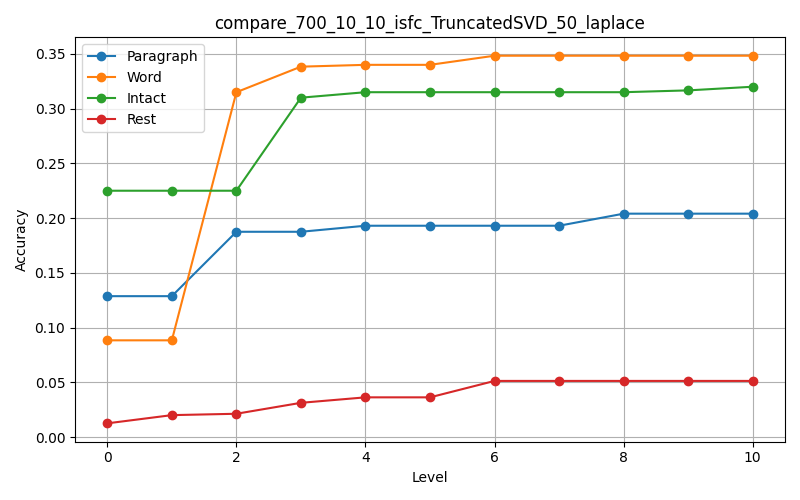 compare_700_10_10_isfc_TruncatedSVD_50_laplace
Paragraph
Word
Intact
Rest
Accuracy
0.35
0.30
0.25
0.20
0.15
0.10
0.05
0.00
0 2 4 6 8 10
Level